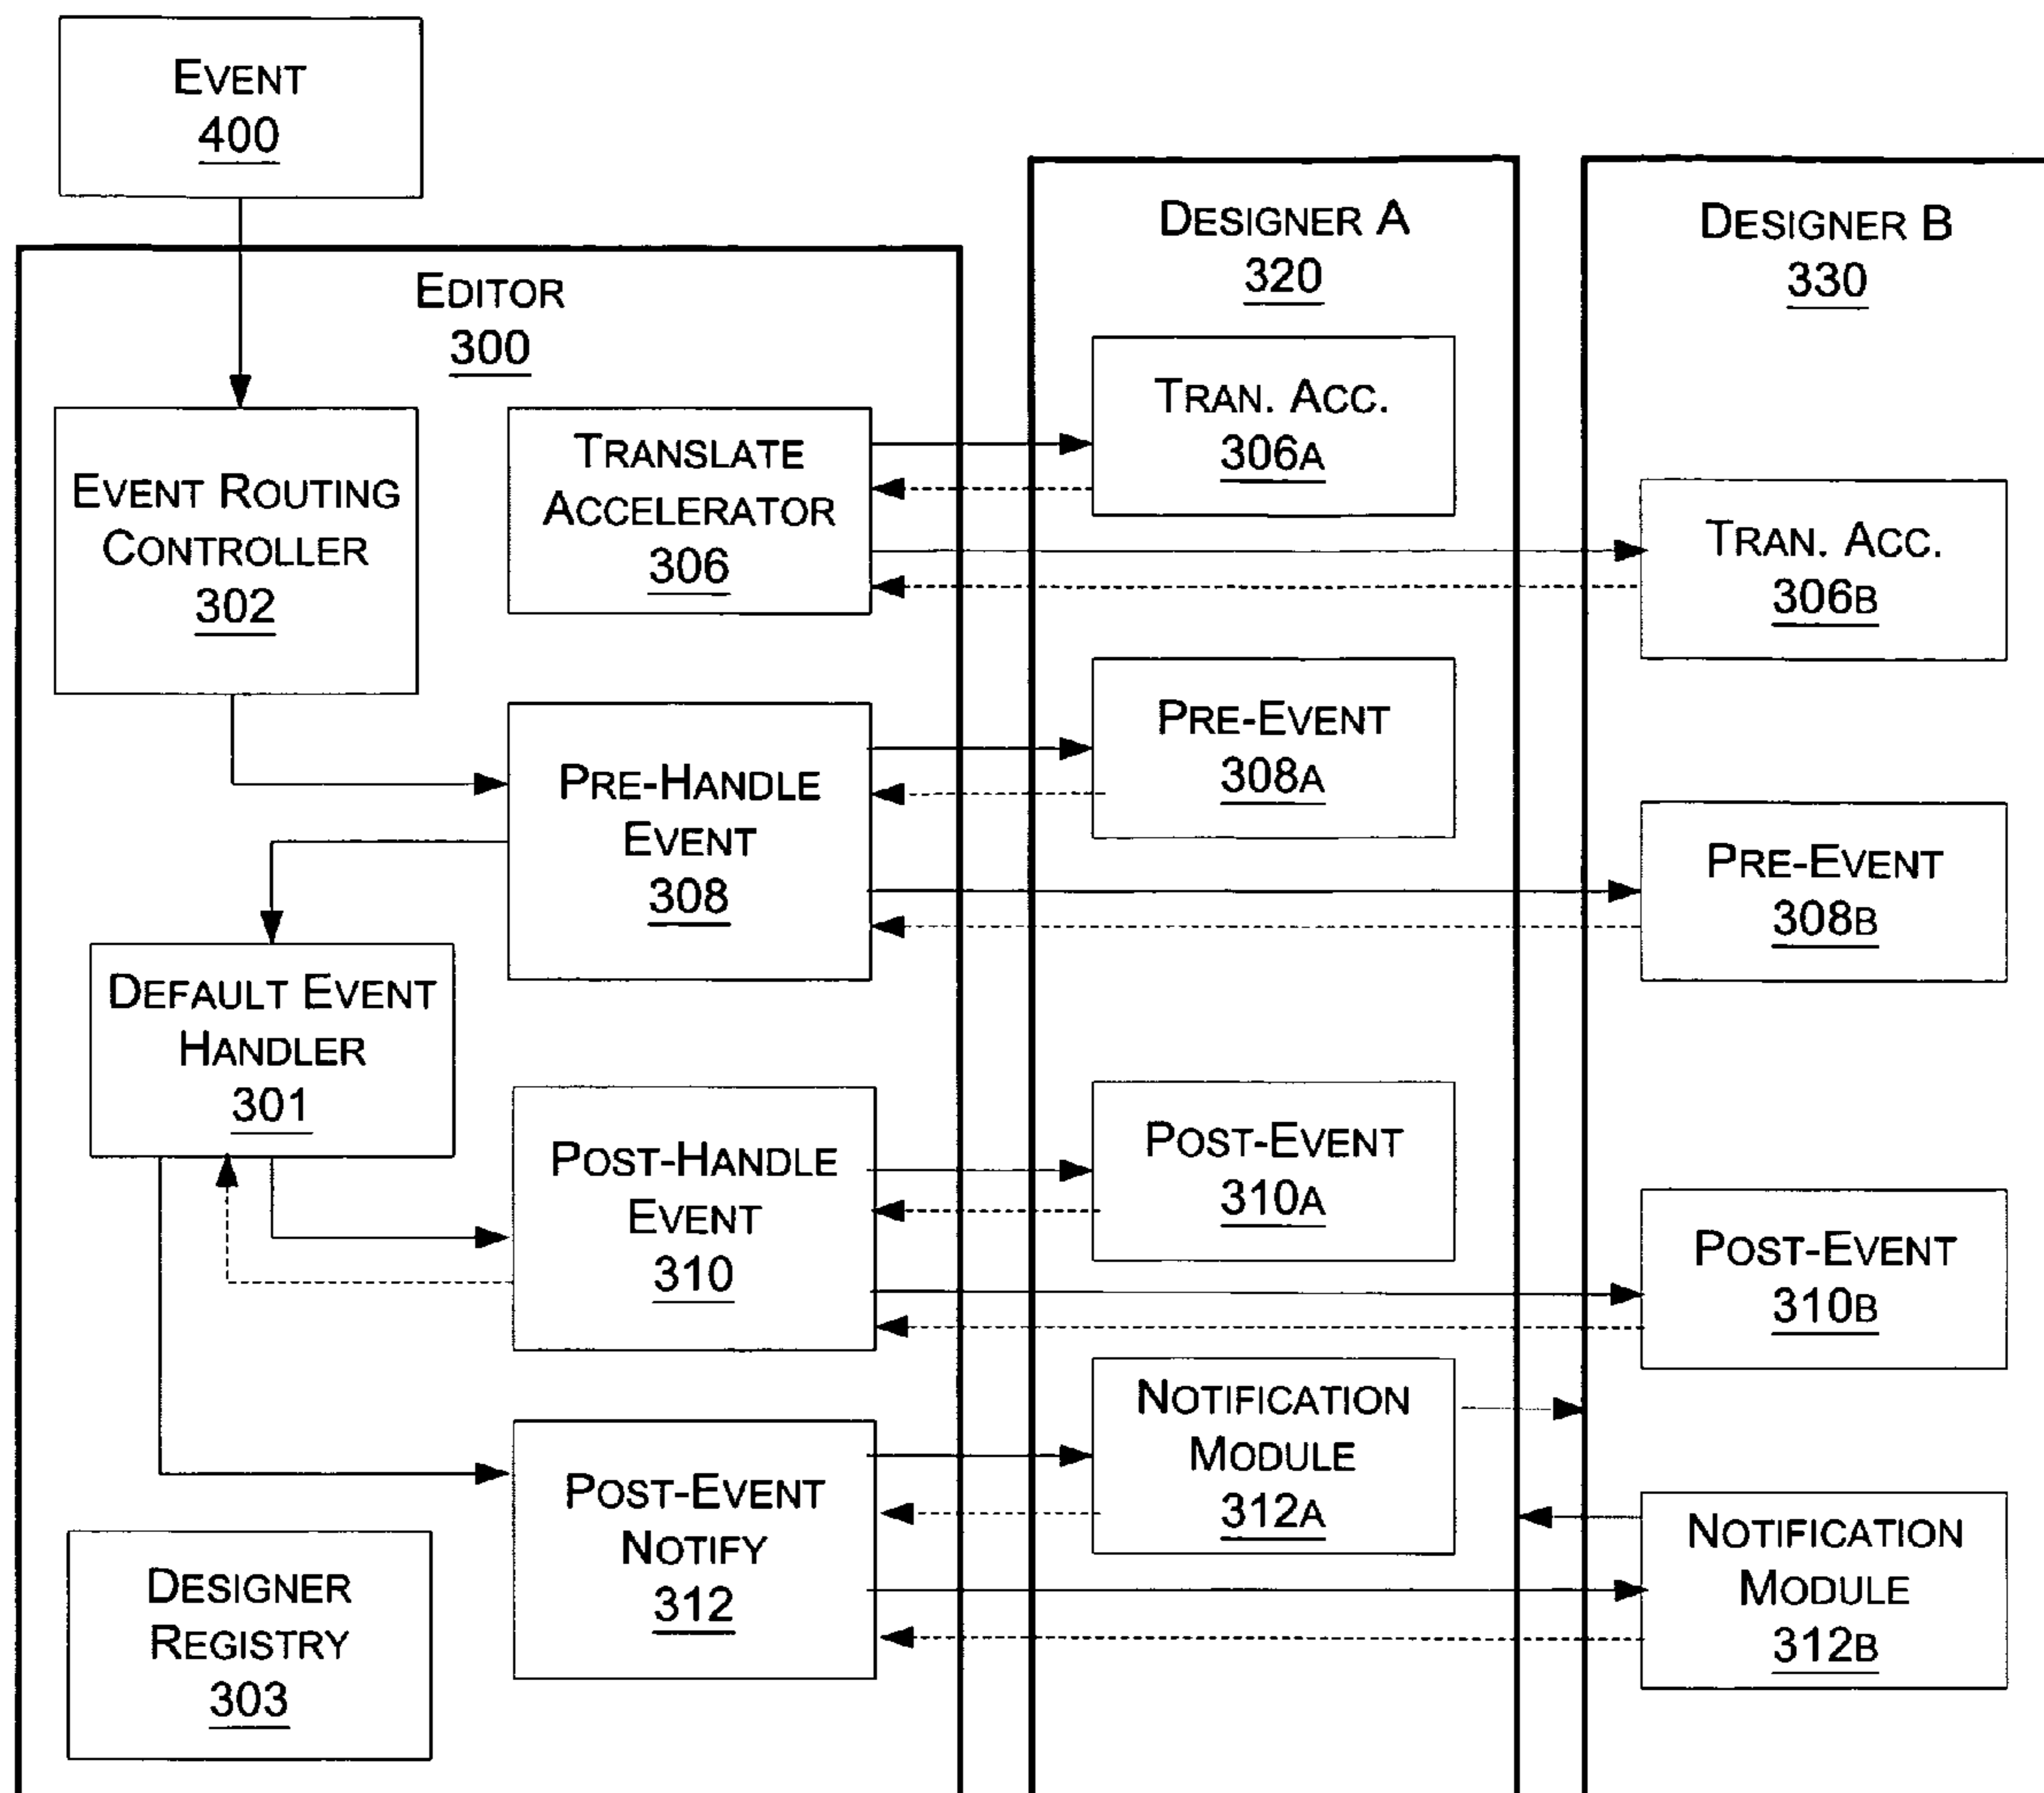 EVENT
400
EDITOR
300
EVENT ROUTING
CONTROLLER
302
TRANSLATE
ACCELERATOR
306
PRE-HANDLE
EVENT
308
DEFAULT EVENT
HANDLER
301
POST-HANDLE
EVENT
310
POST-EVENT
NOTIFY
312
DESIGNER
REGISTRY
303
DESIGNER A
320
TRAN. ACC.
306A
PRE-EVENT
308A
POST-EVENT
310A
NOTIFICATION
MODULE
312A
DESIGNER B
330
TRAN. ACC.
306B
PRE-EVENT
308B
POST-EVENT
310B
NOTIFICATION
MODULE
312B